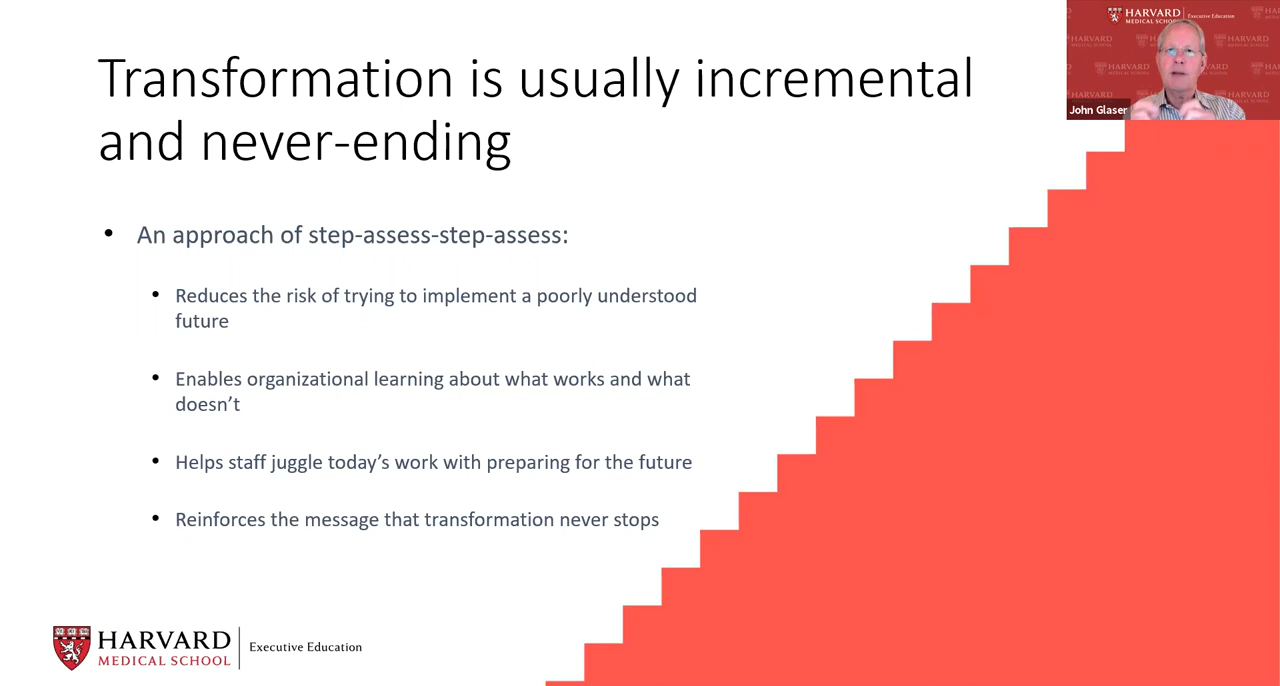 HARVARD
MEDICAL SCHOOL
Executive Education
John Glaser
Transformation is usually incremental
and never-ending
• An approach of step-assess-step-assess:
• Reduces the risk of trying to implement a poorly understood
future
• Enables organizational learning about what works and what
doesn’t
• Helps staff juggle today’s work with preparing for the future
• Reinforces the message that transformation never stops
HARVARD
MEDICAL SCHOOL
Executive Education